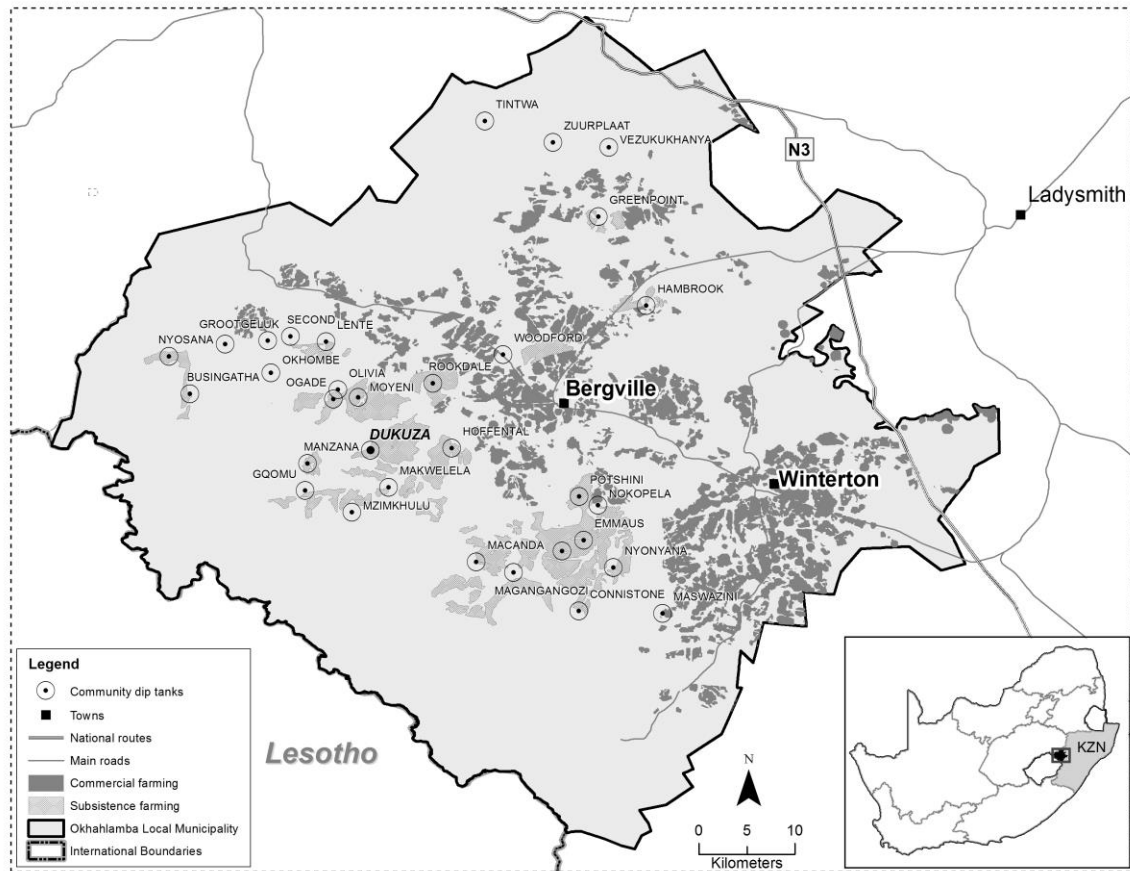 TINTWA
ZUURPLAAT
VEZUKUKHANYA
N3
GREENPOINT
Ladysmith
HAMBROOK
SECOND
GROOTGELUK
LENTE
NYOSANA
WOODFORD
OKHOMBE
ROOKDALE
BUSINGATHA
OGADE
OLIVIA
MOYENI
Bergville
DUKUZA
HOFFENTAL
MANZANA
MAKWELELA
GQOMU
POTSHINI
Winterton
NOKOPELA
MZIMKHULU
EMMAUS
MACANDA
NYONYANA
MAGANGANGOZI
CONNISTONE
MASWAZINI
Legend
Community dip tanks
Towns
National routes
Main roads
Commercial farming
Subsistence farming
Okhahlamba Local Municipality
International Boundaries
Lesotho
N
0 5 10
Kilometers
KZN